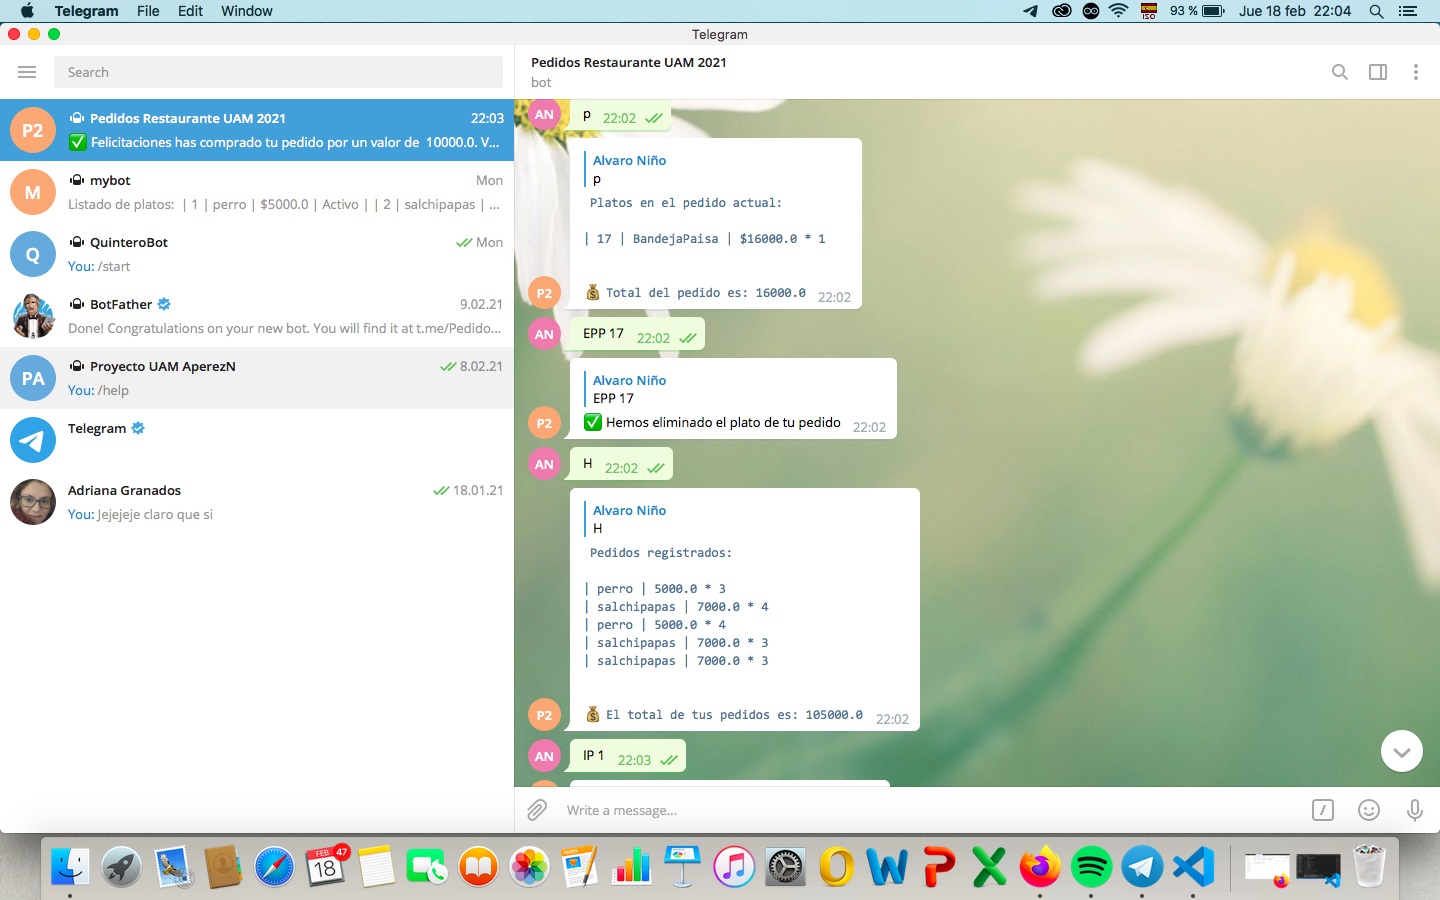 Telegram File Edit Window
ISO 93 % Jue 18 feb 22:04
Telegram
Search
P2 Pedidos Restaurante UAM 2021 22:03
✅ Felicitaciones has comprado tu pedido por un valor de 10000.0. V...
M mybot Mon
Listado de platos: | 1 | perro | $5000.0 | Activo | | 2 | salchipapas | ...
Q QuinteroBot Mon
You: /start
BotFather 9.02.21
Done! Congratulations on your new bot. You will find it at t.me/Pedido...
PA Proyecto UAM AperezN 8.02.21
You: /help
Telegram
Adriana Granados 18.01.21
You: Jejejeje claro que si
Pedidos Restaurante UAM 2021
bot
AN p 22:02
Alvaro Niño
p
Platos en el pedido actual:
| 17 | BandejaPaisa | $16000.0 * 1
P2 💰 Total del pedido es: 16000.0 22:02
AN EPP 17 22:02
Alvaro Niño
EPP 17
P2 ✅ Hemos eliminado el plato de tu pedido 22:02
AN H 22:02
Alvaro Niño
H
Pedidos registrados:
| perro | 5000.0 * 3
| salchipapas | 7000.0 * 4
| perro | 5000.0 * 4
| salchipapas | 7000.0 * 3
| salchipapas | 7000.0 * 3
P2 💰 El total de tus pedidos es: 105000.0 22:02
AN IP 1 22:03
Write a message...
FEB 18 47